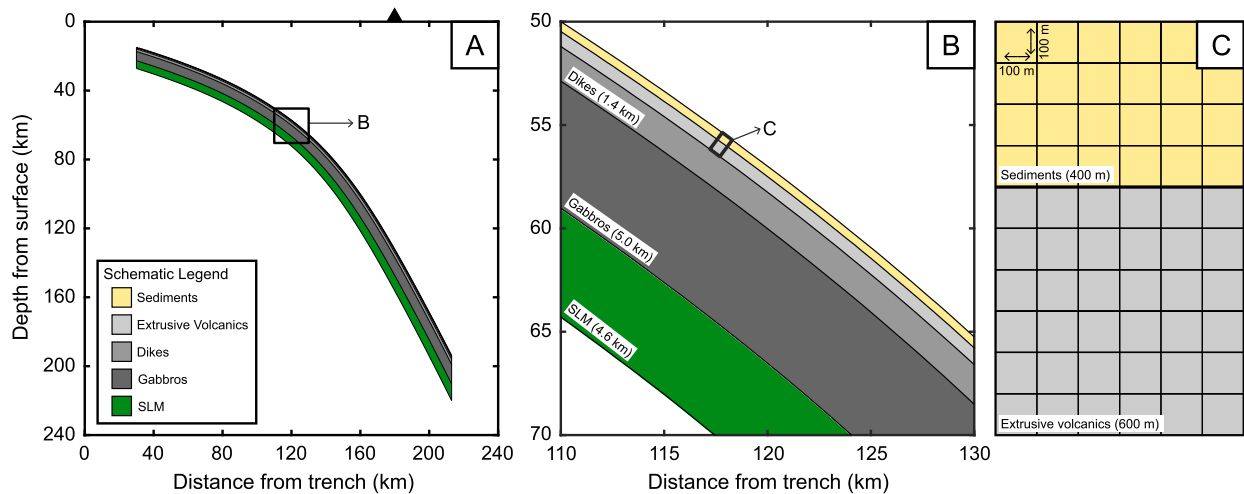 A
B
0
40
80
120
160
200
240
0
40
80
120
160
200
240
Depth from surface (km)
Distance from trench (km)
Schematic Legend
Sediments
Extrusive Volcanics
Dikes
Gabbros
SLM
B
C
50
55
60
65
70
110
115
120
125
130
Distance from trench (km)
Dikes (1.4 km)
Gabbros (5.0 km)
SLM (4.6 km)
C
100 m
100 m
Sediments (400 m)
Extrusive volcanics (600 m)